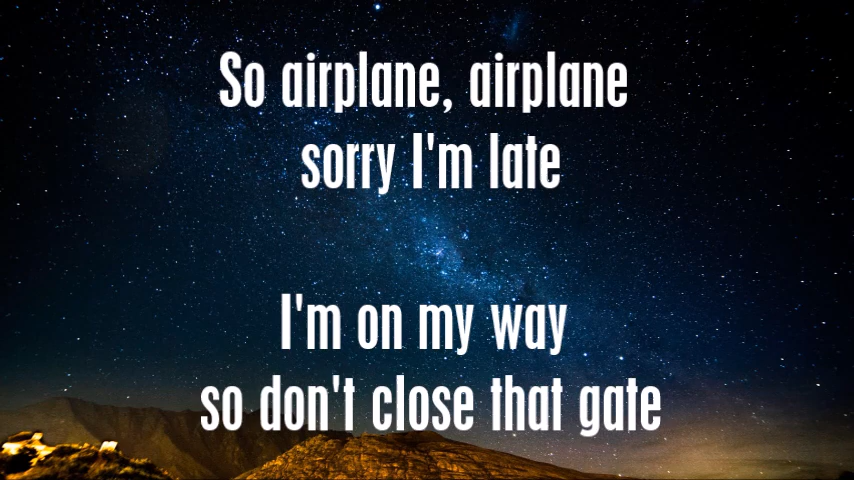 So airplane, airplane
sorry I'm late
I'm on my way
so don't close that gate